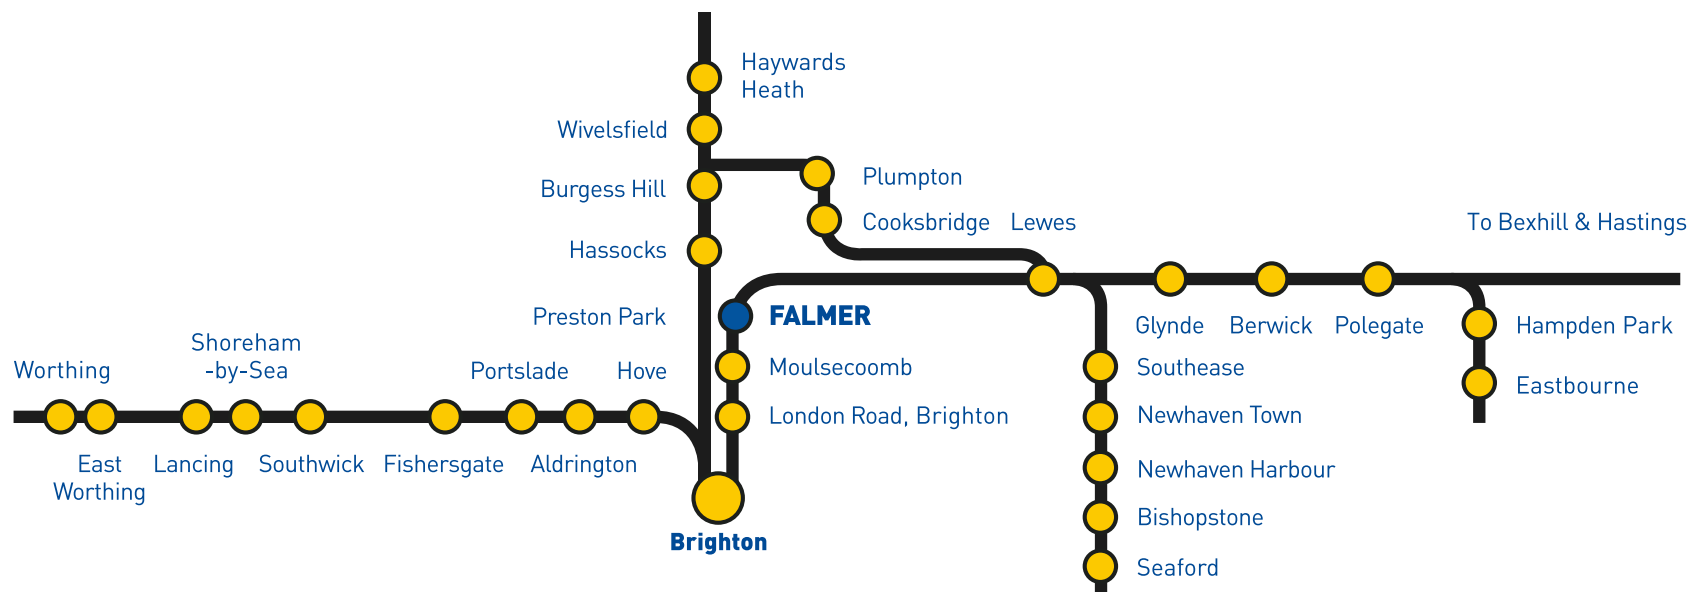 Haywards
Heath
Wivelsfield
Plumpton
Burgess Hill
Cooksbridge
Lewes
To Bexhill & Hastings
Hassocks
Preston Park
FALMER
Glynde
Berwick
Polegate
Hampden Park
Shoreham
-by-Sea
Worthing
Portslade
Hove
Moulsecoomb
Southease
Eastbourne
London Road, Brighton
Newhaven Town
East
Worthing
Lancing
Southwick
Fishersgate
Aldrington
Newhaven Harbour
Bishopstone
Brighton
Seaford